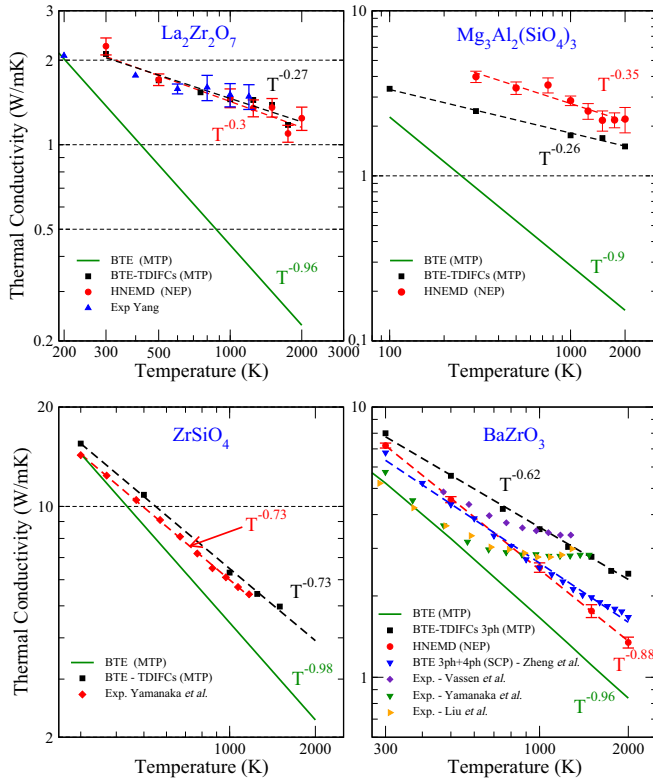 La2Zr2O7
T^-0.27
T^-0.3
T^-0.96
BTE (MTP)
BTE-TDIFCs (MTP)
HNEMD (NEP)
Exp Yang
3
2
1
0.5
0.2
200
300
500
1000
2000
3000
Temperature (K)
Thermal Conductivity (W/mK)
Mg3Al2(SiO4)3
T^-0.35
T^-0.26
T^-0.9
BTE (MTP)
BTE-TDIFCs (MTP)
HNEMD (NEP)
10
1
0.1
100
1000
2000
Temperature (K)
ZrSiO4
T^-0.73
T^-0.73
T^-0.98
BTE (MTP)
BTE - TDIFCs (MTP)
Exp. Yamanaka et al.
20
10
2
300
1000
2000
Temperature (K)
Thermal Conductivity (W/mK)
BaZrO3
T^-0.62
T^-0.88
T^-0.96
BTE (MTP)
BTE-TDIFCS 3ph (MTP)
HNEMD (NEP)
BTE 3ph+4ph (SCP) - Zheng et al.
Exp. - Vassen et al.
Exp. - Yamanaka et al.
Exp. - Liu et al.
10
1
300
1000
2000
Temperature (K)